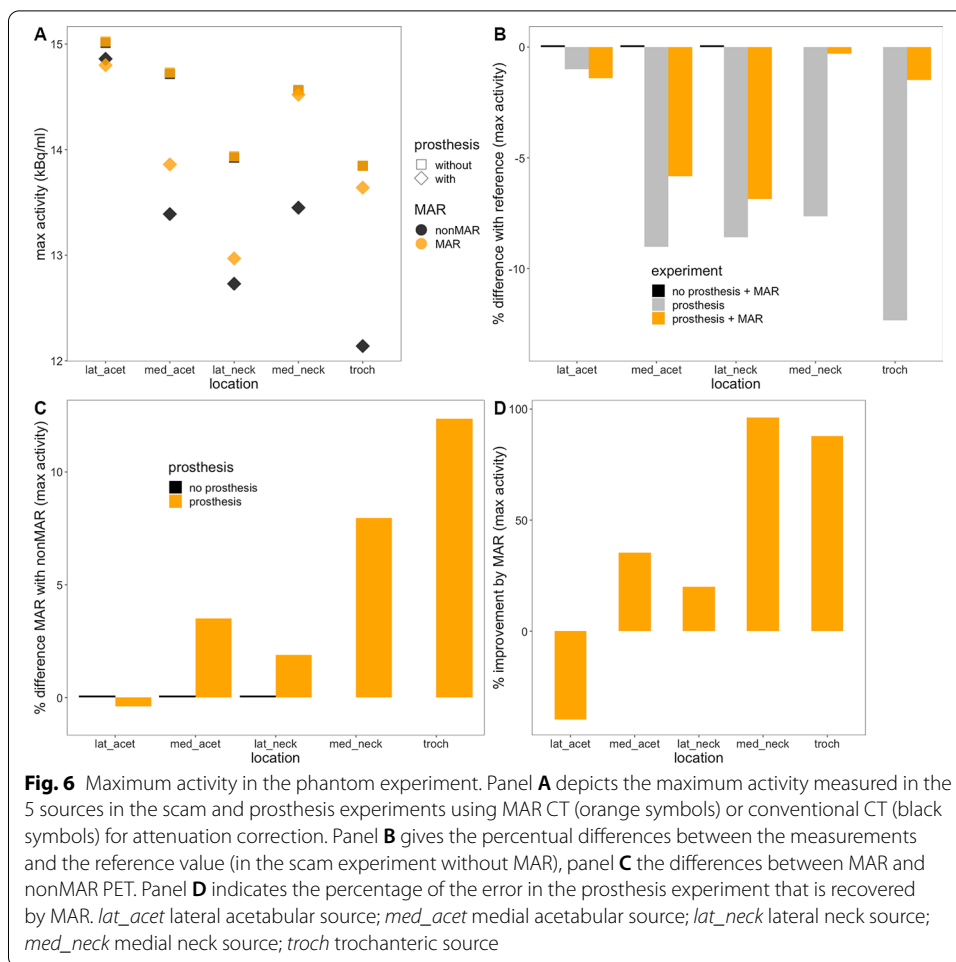 A
max activity (kBq/ml)
15
14
13
12
lat_acet med_acet lat_neck med_neck troch
location
prosthesis
without
with
MAR
nonMAR
MAR
B
% difference with reference (max activity)
0
-5
-10
experiment
no prosthesis + MAR
prosthesis
prosthesis + MAR
lat_acet med_acet lat_neck med_neck troch
location
C
% difference MAR with nonMAR (max activity)
10
5
0
prosthesis
no prosthesis
prosthesis
lat_acet med_acet lat_neck med_neck troch
location
D
% improvement by MAR (max activity)
100
50
0
lat_acet med_acet lat_neck med_neck troch
location
Fig. 6 Maximum activity in the phantom experiment. Panel A depicts the maximum activity measured in the
5 sources in the scam and prosthesis experiments using MAR CT (orange symbols) or conventional CT (black
symbols) for attenuation correction. Panel B gives the percentual differences between the measurements
and the reference value (in the scam experiment without MAR), panel C the differences between MAR and
nonMAR PET. Panel D indicates the percentage of the error in the prosthesis experiment that is recovered
by MAR. lat_acet lateral acetabular source; med_acet medial acetabular source; lat_neck lateral neck source;
med_neck medial neck source; troch trochanteric source